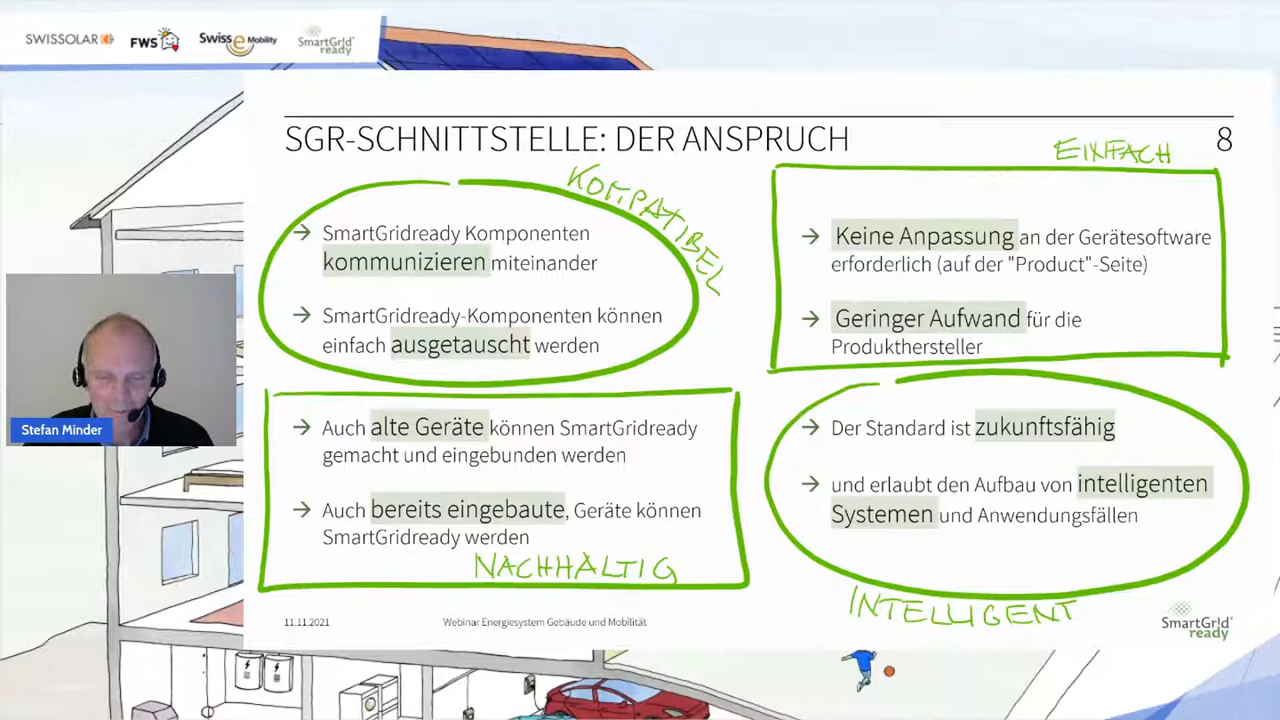 SWISSOLAR
FWS
Swiss eMobility
SmartGrid
ready
SGR-SCHNITTSTELLE: DER ANSPRUCH
8
KOMPATIBEL
→ SmartGridready Komponenten
kommunizieren miteinander
→ SmartGridready-Komponenten können
einfach ausgetauscht werden
EINFACH
→ Keine Anpassung an der Gerätesoftware
erforderlich (auf der "Product"-Seite)
→ Geringer Aufwand für die
Produkthersteller
Stefan Minder
→ Auch alte Geräte können SmartGridready
gemacht und eingebunden werden
→ Auch bereits eingebaute, Geräte können
SmartGridready werden
NACHHALTIG
→ Der Standard ist zukunftsfähig
→ und erlaubt den Aufbau von intelligenten
Systemen und Anwendungsfällen
INTELLIGENT
11.11.2021
Webinar Energiesystem Gebäude und Mobilität
SmartGrid
ready